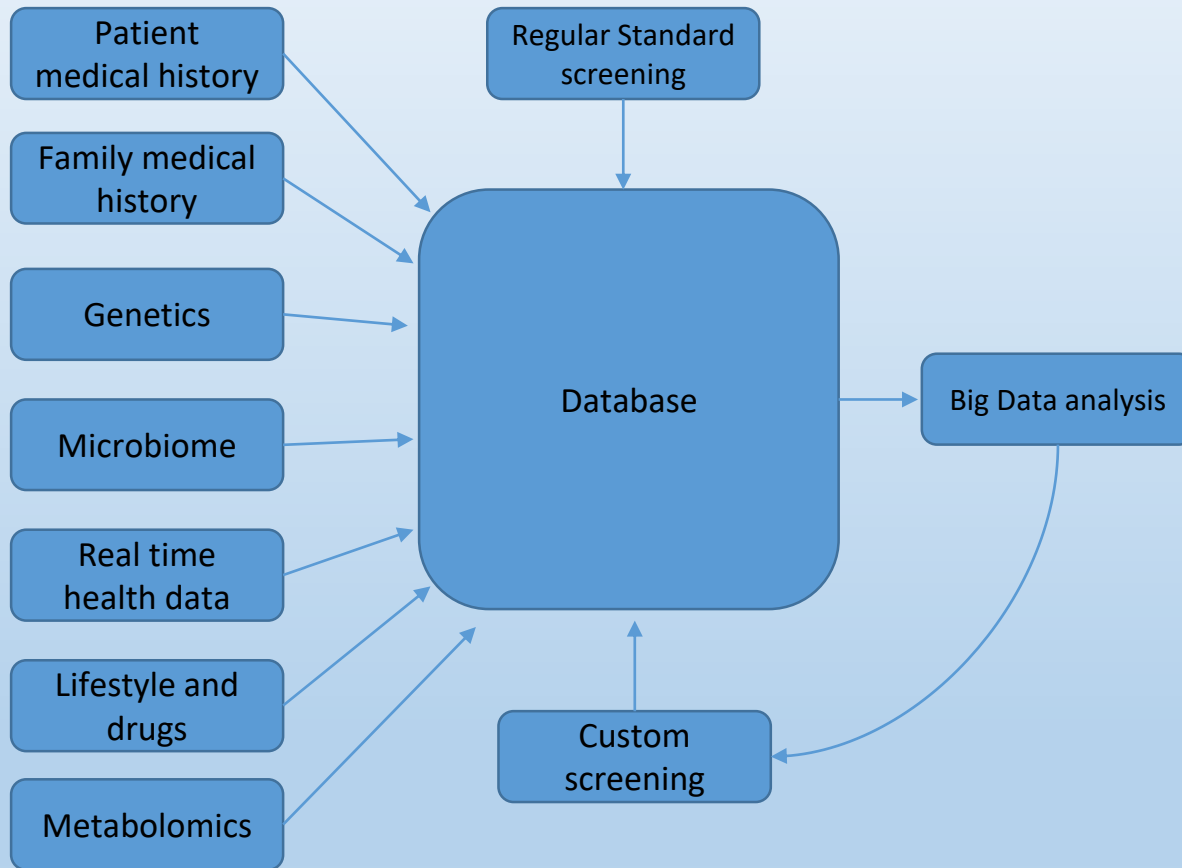 Patient
medical history
Regular Standard
screening
Family medical
history
Genetics
Database
Big Data analysis
Microbiome
Real time
health data
Lifestyle and
drugs
Custom
screening
Metabolomics